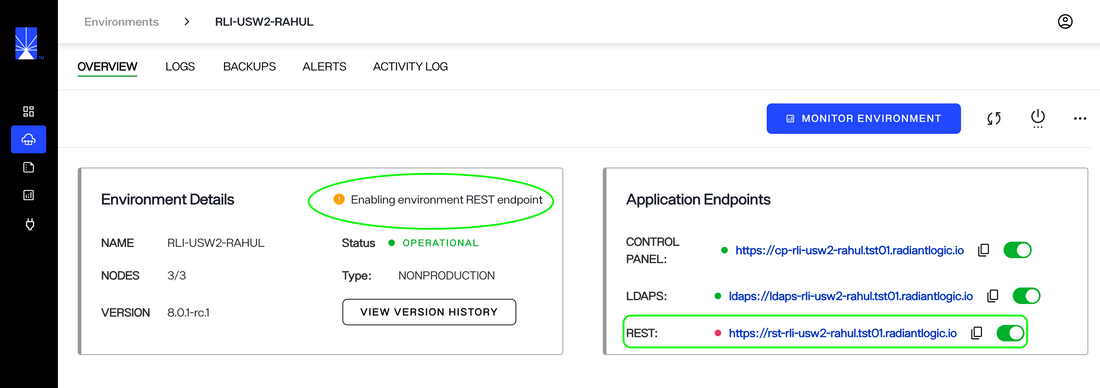 Environments > RLI-USW2-RAHUL
OVERVIEW LOGS BACKUPS ALERTS ACTIVITY LOG
MONITOR ENVIRONMENT
Environment Details
Enabling environment REST endpoint
NAME RLI-USW2-RAHUL
Status OPERATIONAL
NODES 3/3
Type: NONPRODUCTION
VERSION 8.0.1-rc.1
VIEW VERSION HISTORY
Application Endpoints
CONTROL
PANEL:
https://cp-rli-usw2-rahul.tst01.radiantlogic.io
LDAPS: ldaps://ldaps-rli-usw2-rahul.tst01.radiantlogic.io
REST: https://rst-rli-usw2-rahul.tst01.radiantlogic.io